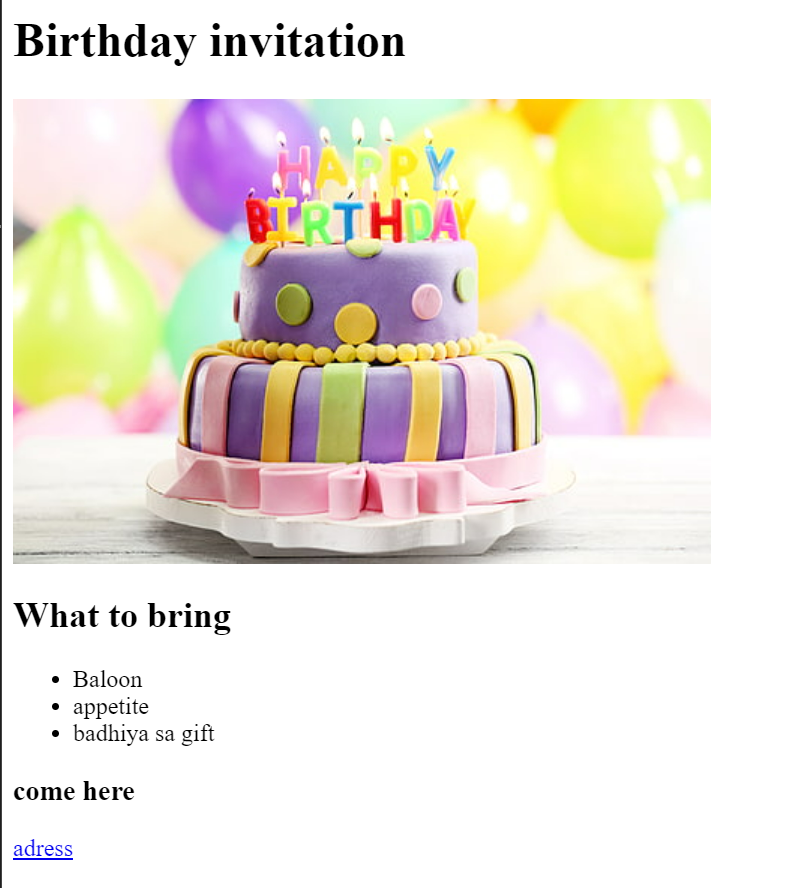 Birthday invitation
HAPPY
BIRTHDAY
What to bring
Baloon
appetite
badhiya sa gift
come here
adress